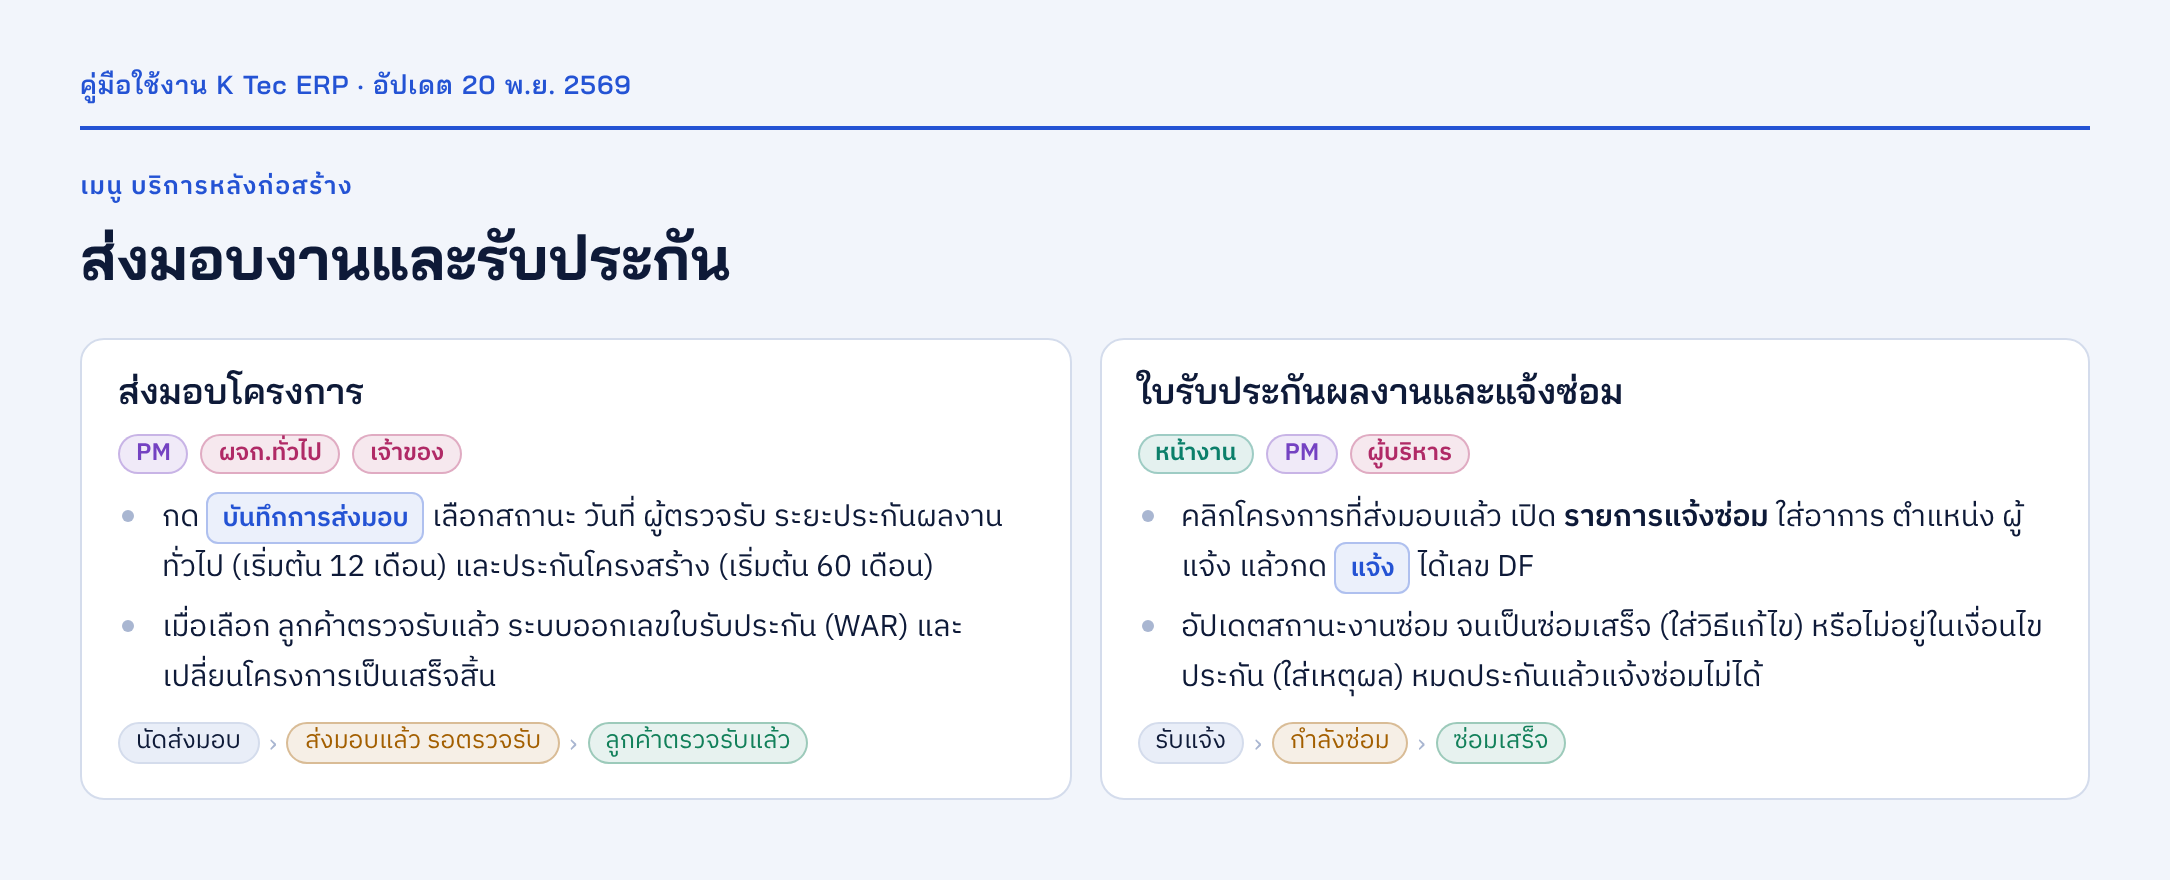 คู่มือใช้งาน K Tec ERP · อัปเดต 20 พ.ย. 2569
เมนู บริการหลังก่อสร้าง
ส่งมอบงานและรับประกัน
ส่งมอบโครงการ
PM ผจก.ทั่วไป เจ้าของ
กด บันทึกการส่งมอบ เลือกสถานะ วันที่ ผู้ตรวจรับ ระยะประกันผลงาน
ทั่วไป (เริ่มต้น 12 เดือน) และประกันโครงสร้าง (เริ่มต้น 60 เดือน)
เมื่อเลือก ลูกค้าตรวจรับแล้ว ระบบออกเลขใบรับประกัน (WAR) และ
เปลี่ยนโครงการเป็นเสร็จสิ้น
นัดส่งมอบ › ส่งมอบแล้ว รอตรวจรับ › ลูกค้าตรวจรับแล้ว
ใบรับประกันผลงานและแจ้งซ่อม
หน้างาน PM ผู้บริหาร
คลิกโครงการที่ส่งมอบแล้ว เปิด รายการแจ้งซ่อม ใส่อาการ ตำแหน่ง ผู้
แจ้ง แล้วกด แจ้ง ได้เลข DF
อัปเดตสถานะงานซ่อม จนเป็นซ่อมเสร็จ (ใส่วิธีแก้ไข) หรือไม่อยู่ในเงื่อนไข
ประกัน (ใส่เหตุผล) หมดประกันแล้วแจ้งซ่อมไม่ได้
รับแจ้ง › กำลังซ่อม › ซ่อมเสร็จ